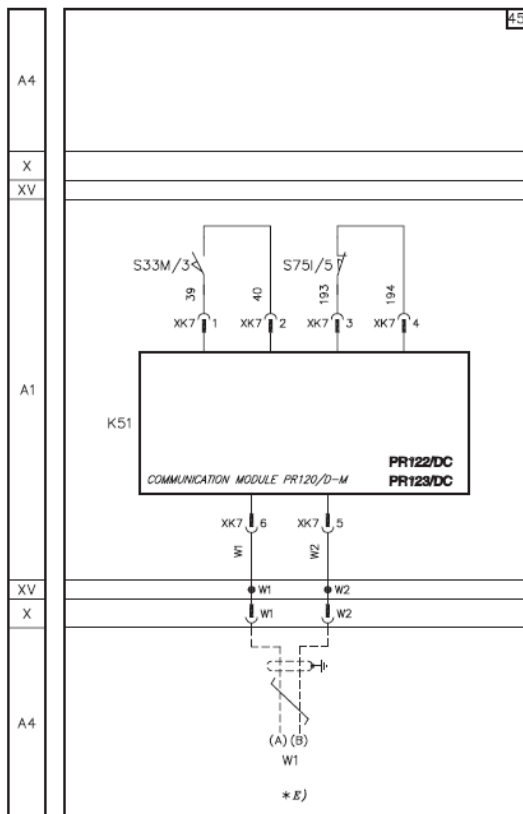 45
A4
X
XV
S33M/3
S75I/5
39
40
193
194
XK7 1
XK7 2
XK7 3
XK7 4
A1
K51
PR122/DC
COMMUNICATION MODULE PR120/D-M
PR123/DC
XK7 6
XK7 5
W1
W2
XV
W1
W2
X
W1
W2
A4
(A) (B)
W1
*E)